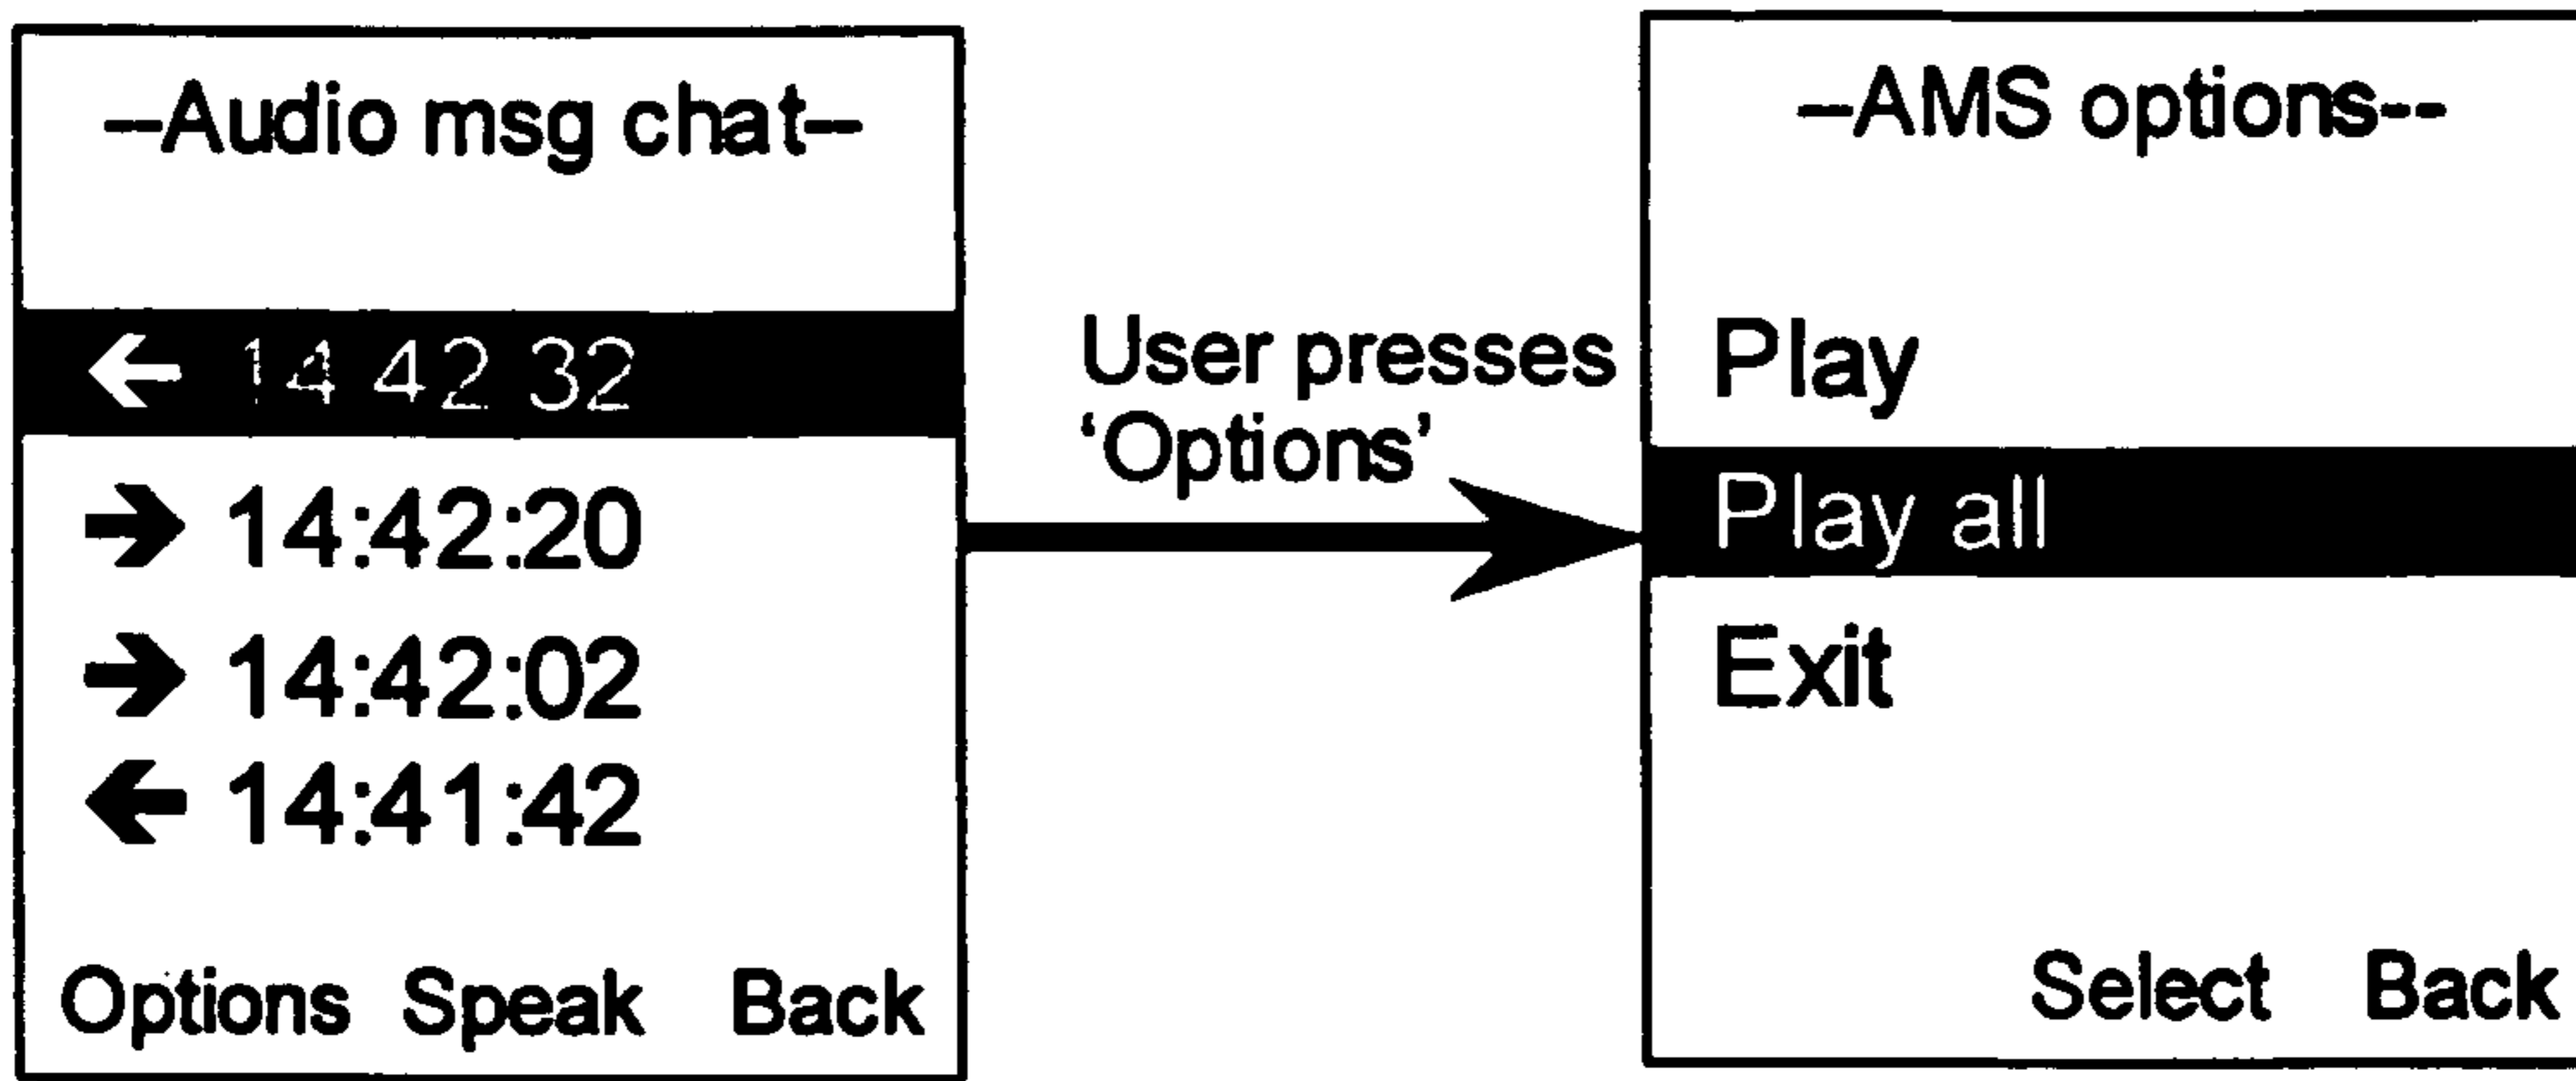 --Audio msg chat--
← 14 42 32
→ 14:42:20
→ 14:42:02
← 14:41:42
Options Speak Back
User presses
‘Options’
--AMS options--
Play
Play all
Exit
Select Back